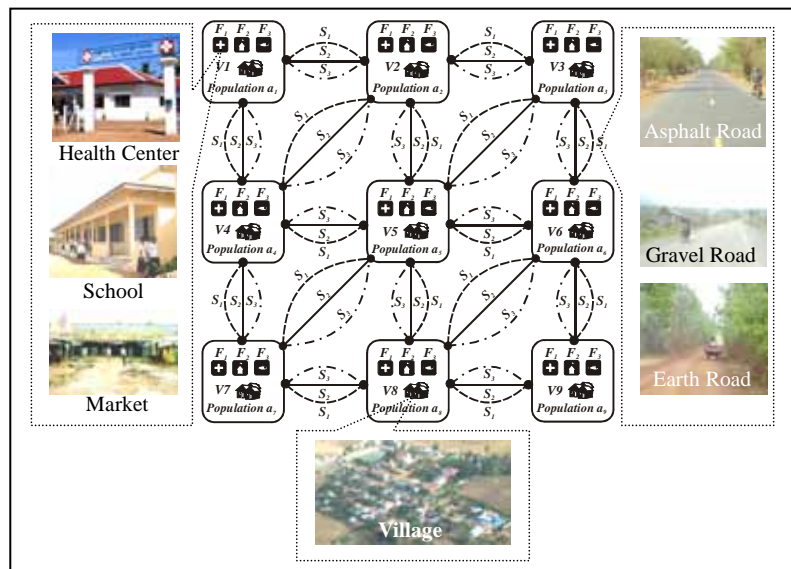 F₁ F₂ F₃
V1
Population a₁
S₁
S₂
S₃
F₁ F₂ F₃
V2
Population a₂
S₁
S₂
S₃
F₁ F₂ F₃
V3
Population a₃
Health Center
School
Market
S₁ S₂ S₃
S₁
S₂
S₃
S₃ S₂ S₁
S₁
S₂
S₃
S₃ S₂ S₁
Asphalt Road
Gravel Road
Earth Road
F₁ F₂ F₃
V4
Population a₄
S₃
S₂
S₁
F₁ F₂ F₃
V5
Population a₅
S₃
S₂
S₁
F₁ F₂ F₃
V6
Population a₆
S₁ S₂ S₃
S₁
S₂
S₃
S₃ S₂ S₁
S₁
S₂
S₃
S₃ S₂ S₁
F₁ F₂ F₃
V7
Population a₇
S₃
S₂
S₁
F₁ F₂ F₃
V8
Population a₈
S₃
S₂
S₁
F₁ F₂ F₃
V9
Population a₉
Village